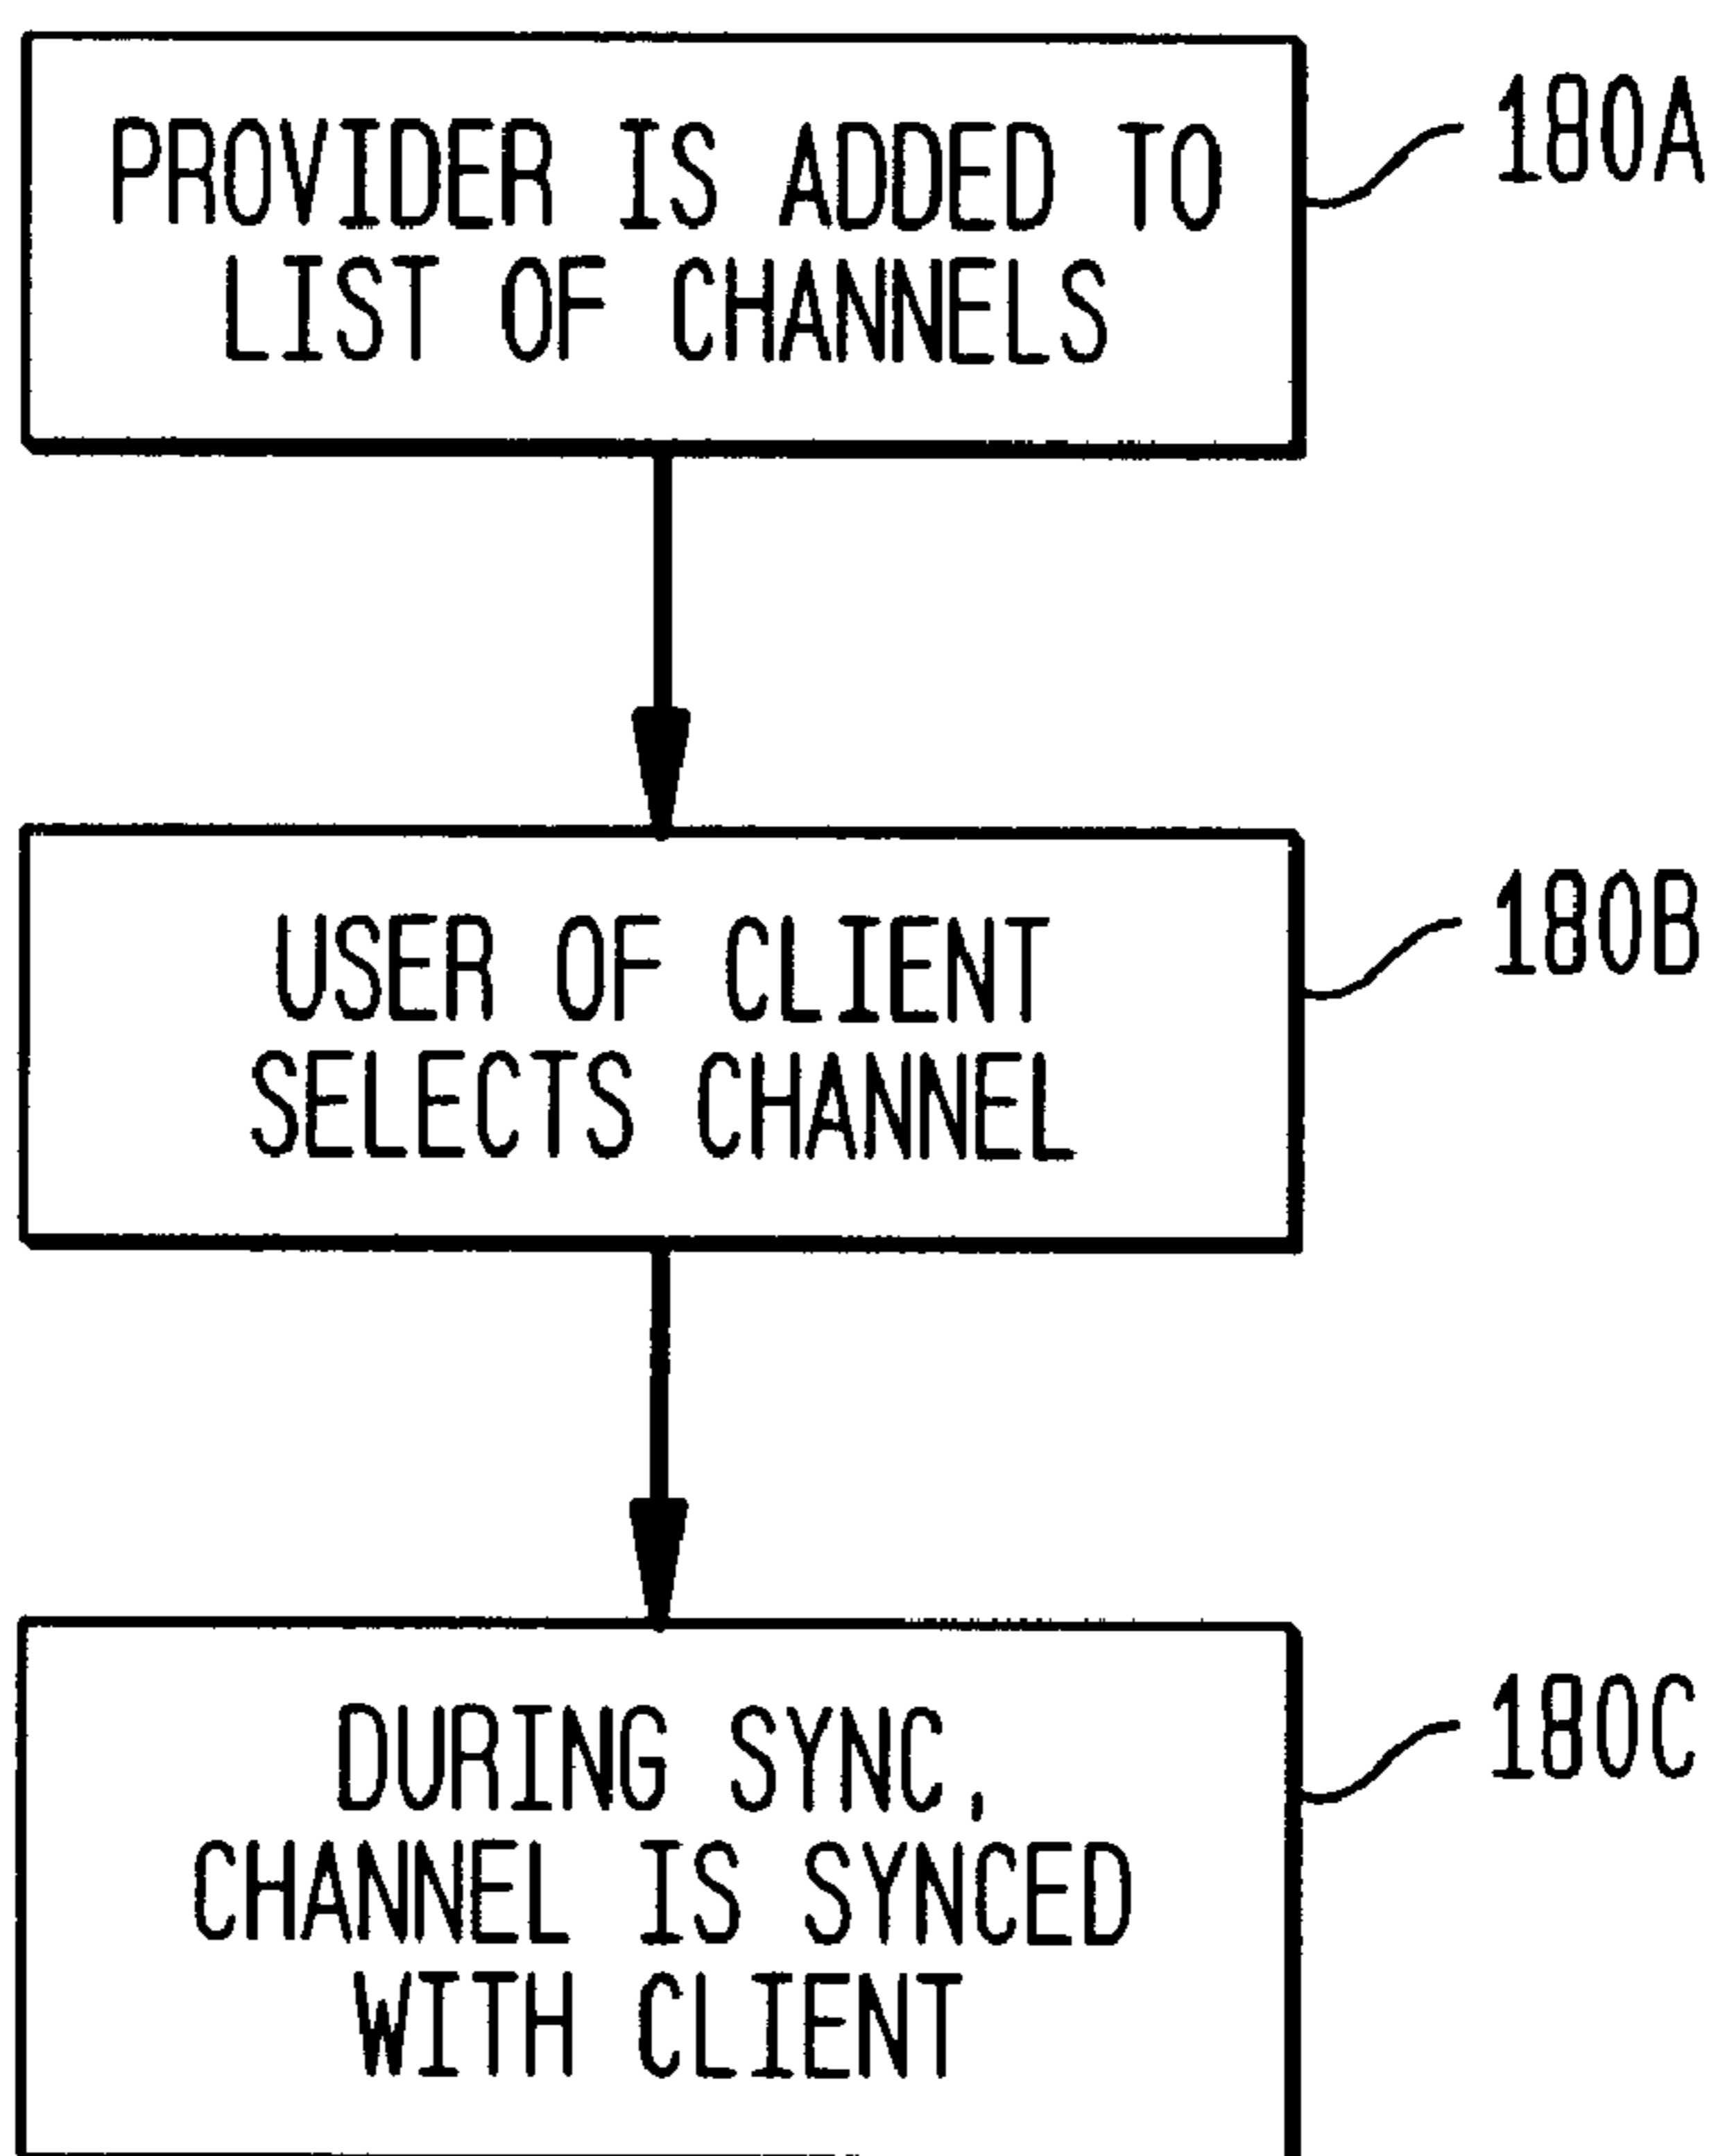 PROVIDER IS ADDED TO
LIST OF CHANNELS
180A
USER OF CLIENT
SELECTS CHANNEL
180B
DURING SYNC,
CHANNEL IS SYNCED
WITH CLIENT
180C